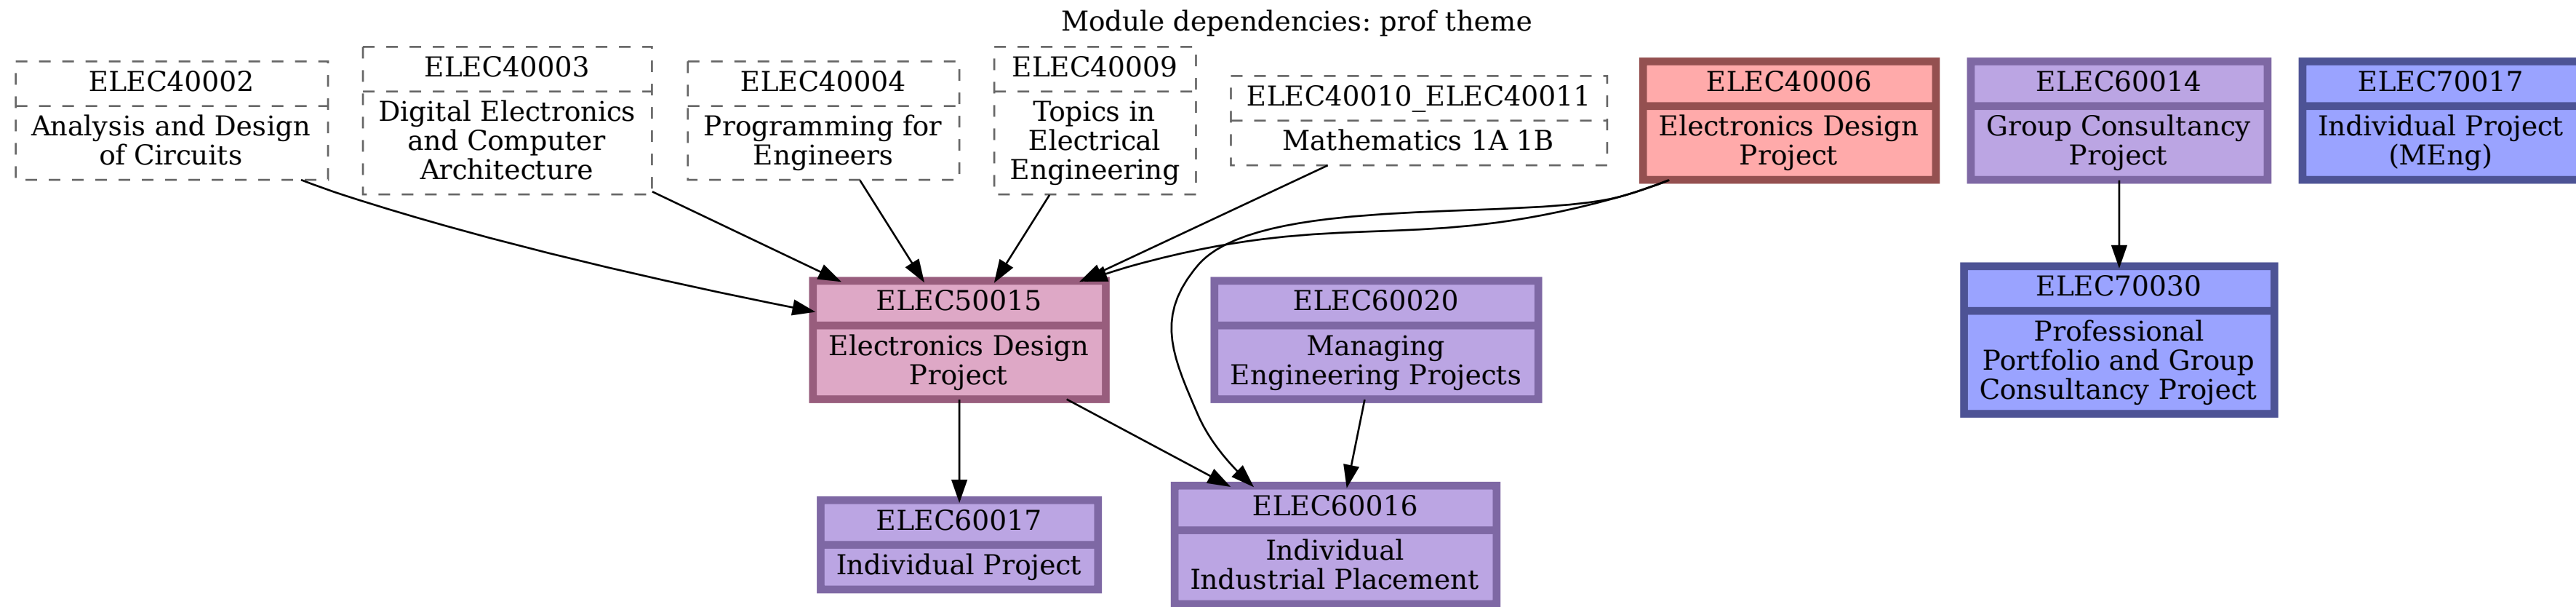 Module dependencies: prof theme
ELEC40002
Analysis and Design
of Circuits
ELEC40003
Digital Electronics
and Computer
Architecture
ELEC40004
Programming for
Engineers
ELEC40009
Topics in
Electrical
Engineering
ELEC40010_ELEC40011
Mathematics 1A 1B
ELEC40006
Electronics Design
Project
ELEC60014
Group Consultancy
Project
ELEC70017
Individual Project
(MEng)
ELEC50015
Electronics Design
Project
ELEC60020
Managing
Engineering Projects
ELEC70030
Professional
Portfolio and Group
Consultancy Project
ELEC60017
Individual Project
ELEC60016
Individual
Industrial Placement